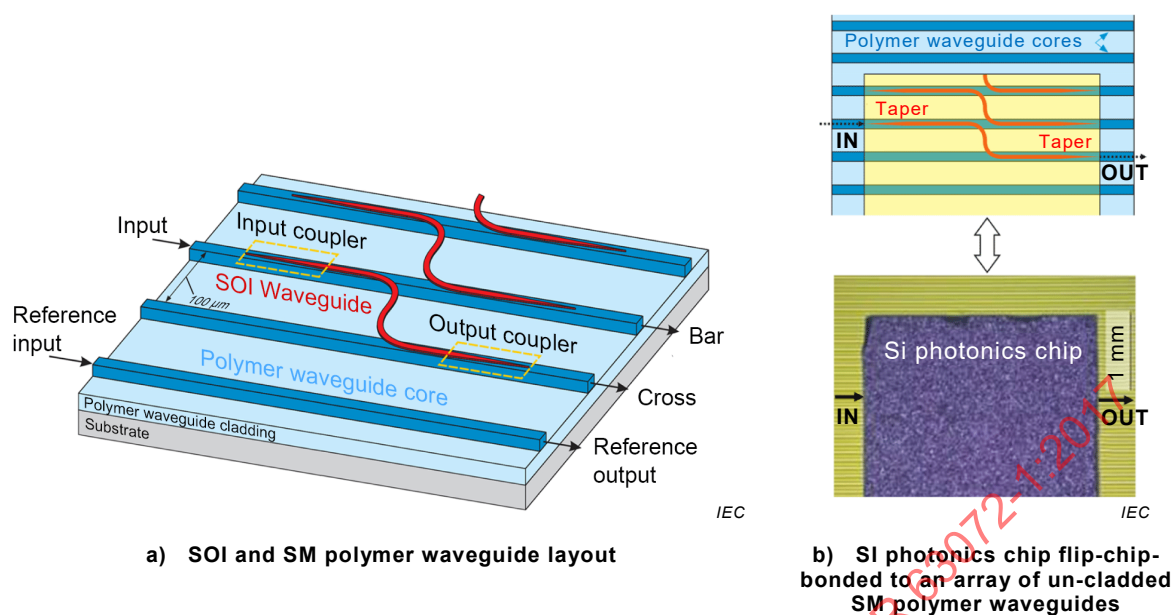 Input
Input coupler
SOI Waveguide
100 µm
Reference
input
Output coupler
Polymer waveguide core
Bar
Cross
Reference
output
Polymer waveguide cladding
Substrate
IEC
a) SOI and SM polymer waveguide layout
Polymer waveguide cores
Taper
IN
Taper
OUT
Si photonics chip
1 mm
IN
OUT
IEC
b) SI photonics chip flip-chip-
bonded to an array of un-cladded
SM polymer waveguides
63072-1:2017